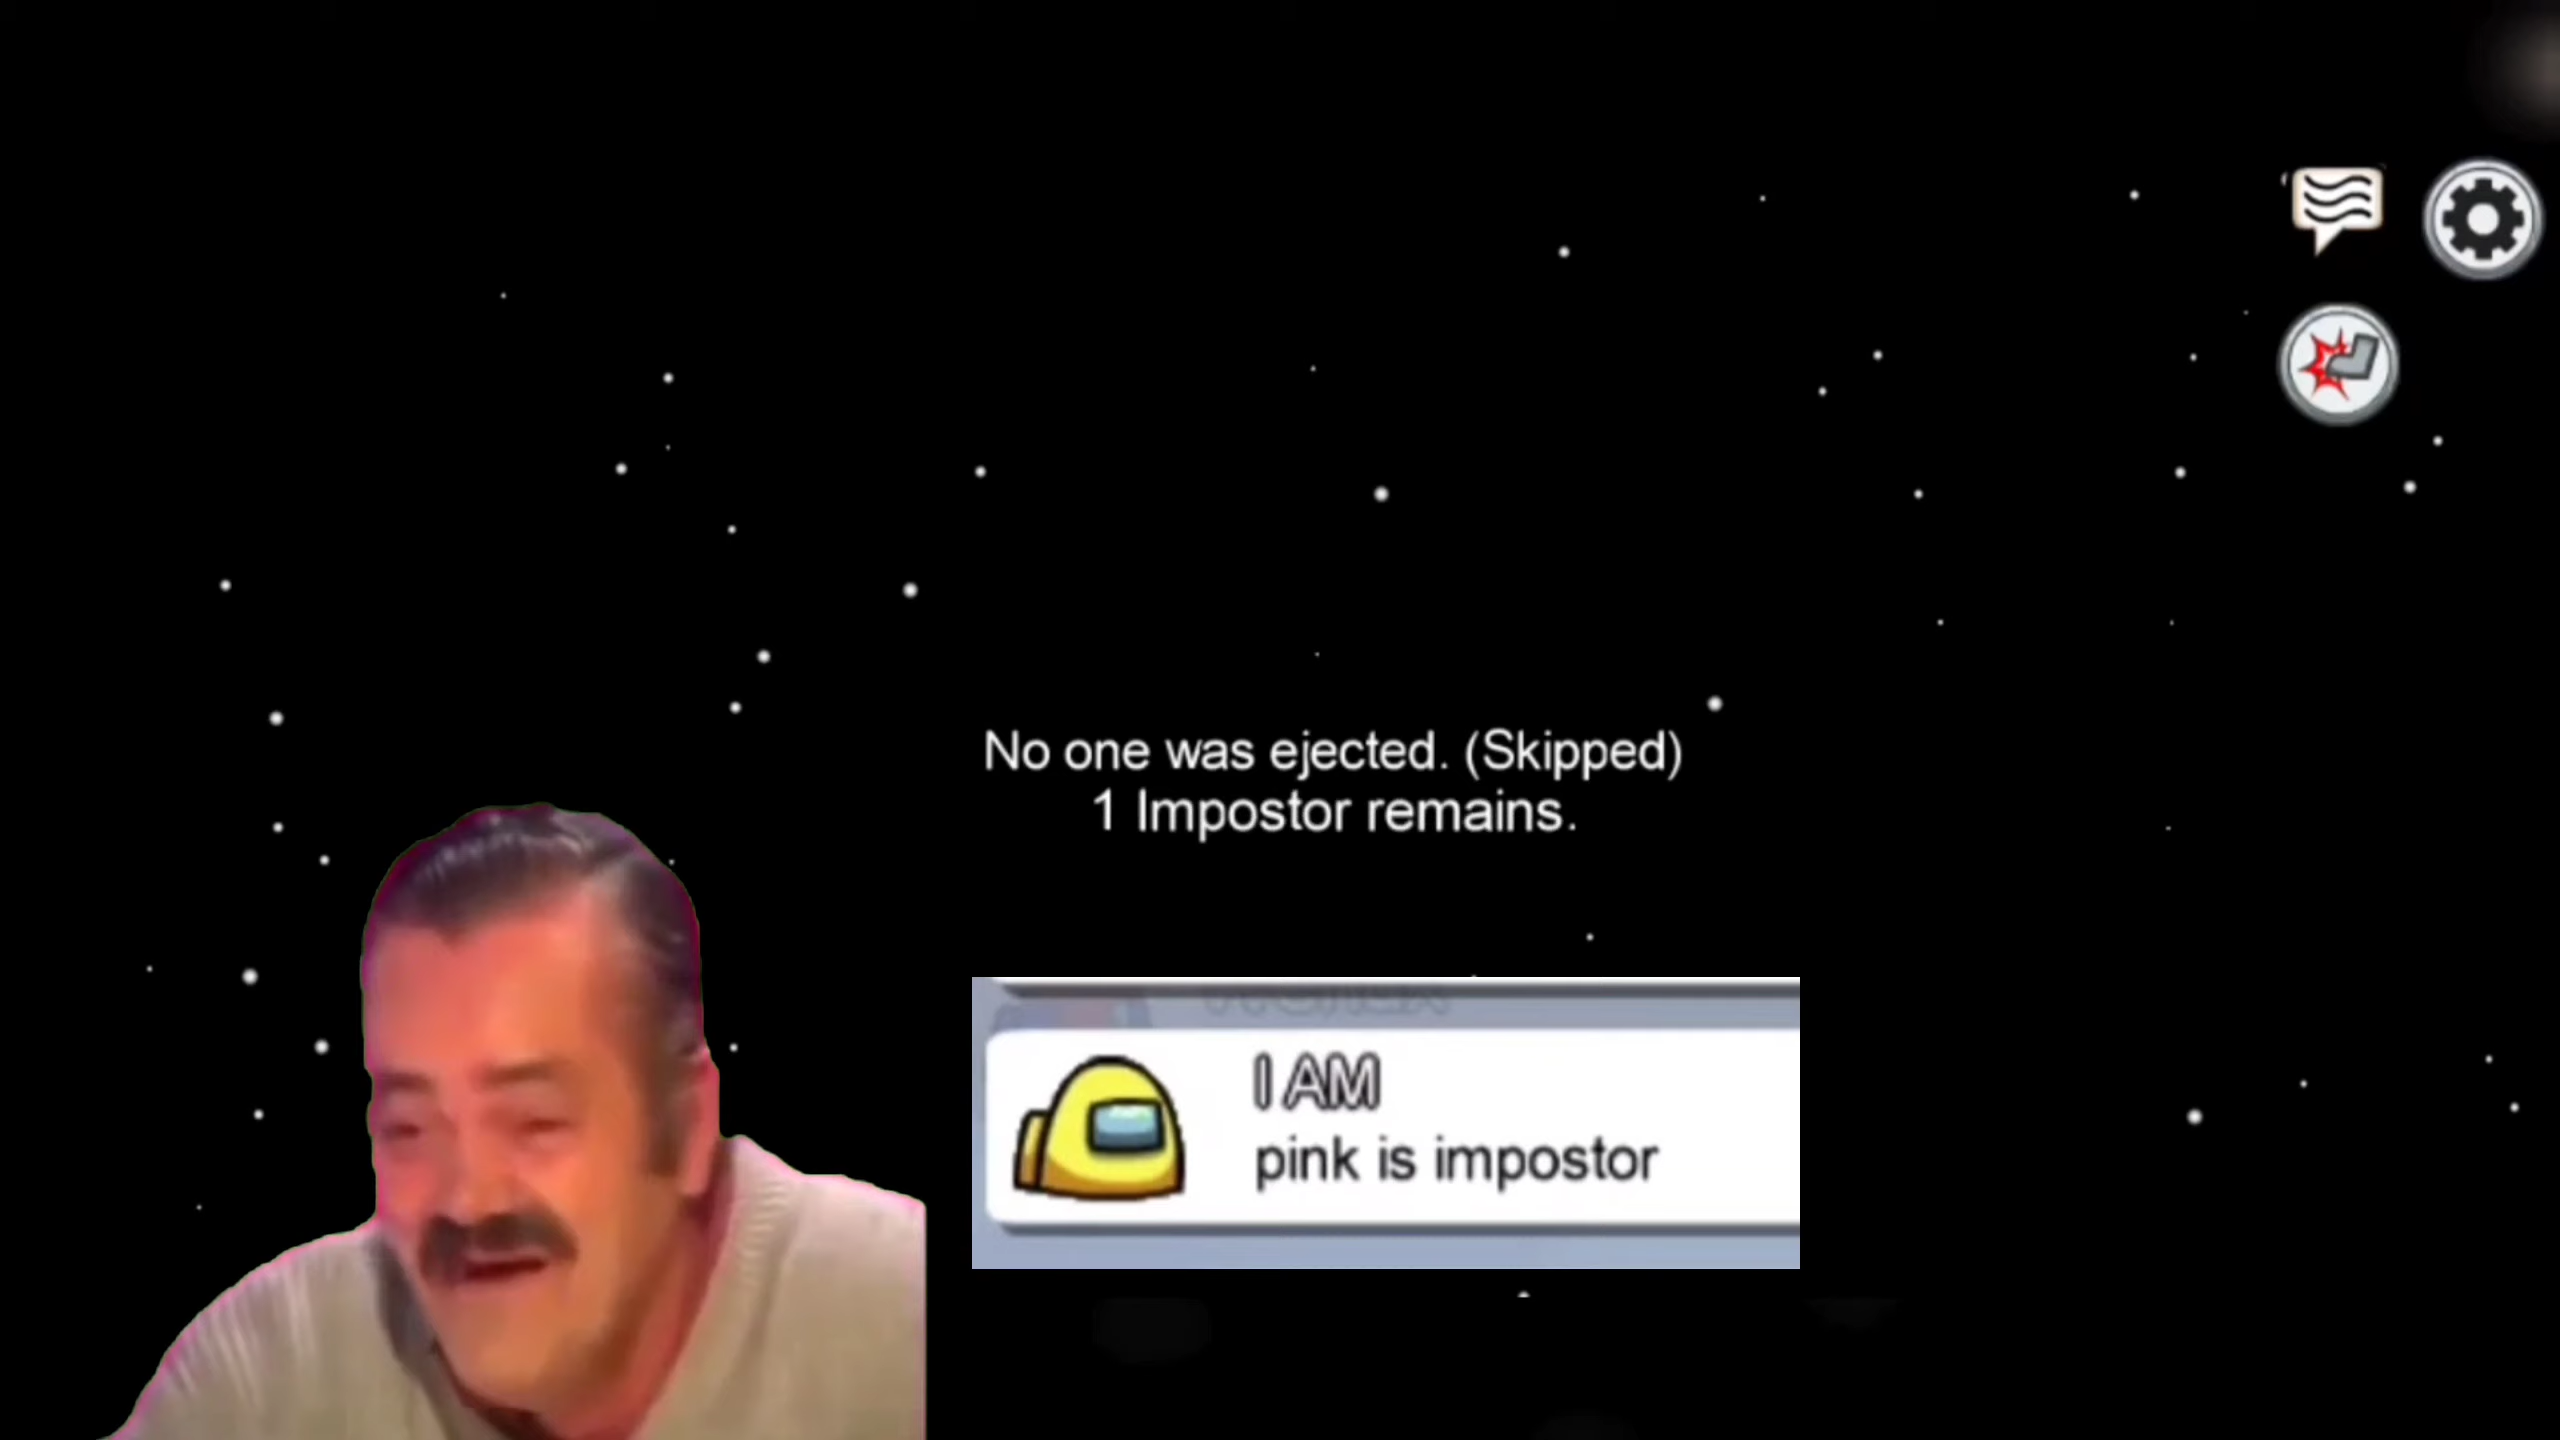 No one was ejected. (Skipped)
1 Impostor remains.
I AM
pink is impostor